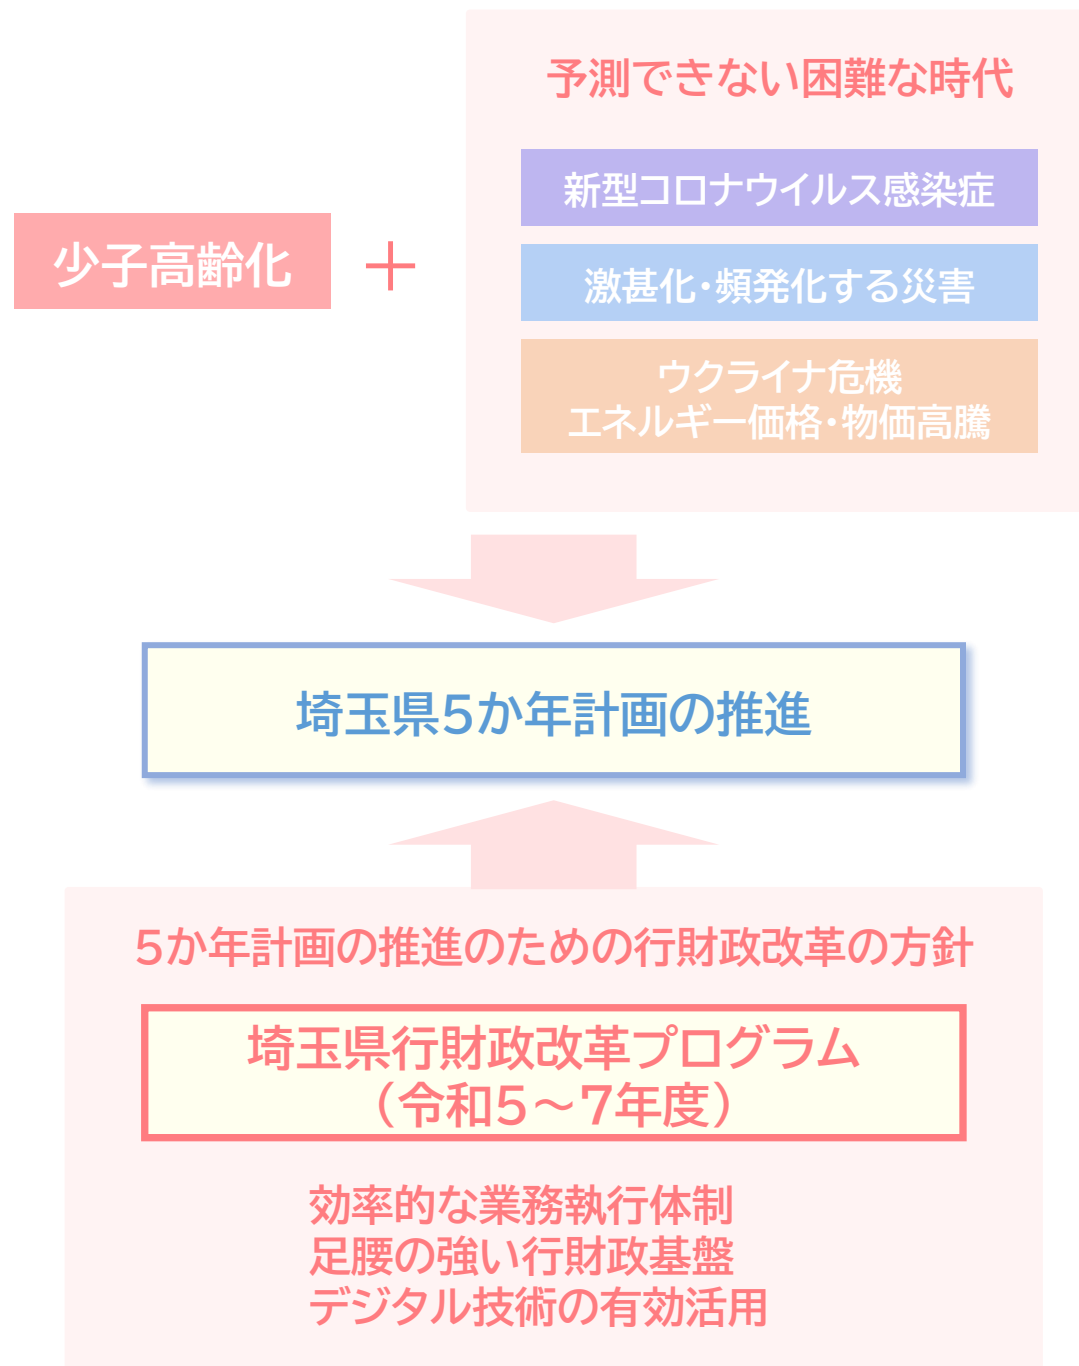 予測できない困難な時代
新型コロナウイルス感染症
少子高齢化
＋
激甚化・頻発化する災害
ウクライナ危機
エネルギー価格・物価高騰
埼玉県5か年計画の推進
5か年計画の推進のための行財政改革の方針
埼玉県行財政改革プログラム
（令和5～7年度）
効率的な業務執行体制
足腰の強い行財政基盤
デジタル技術の有効活用